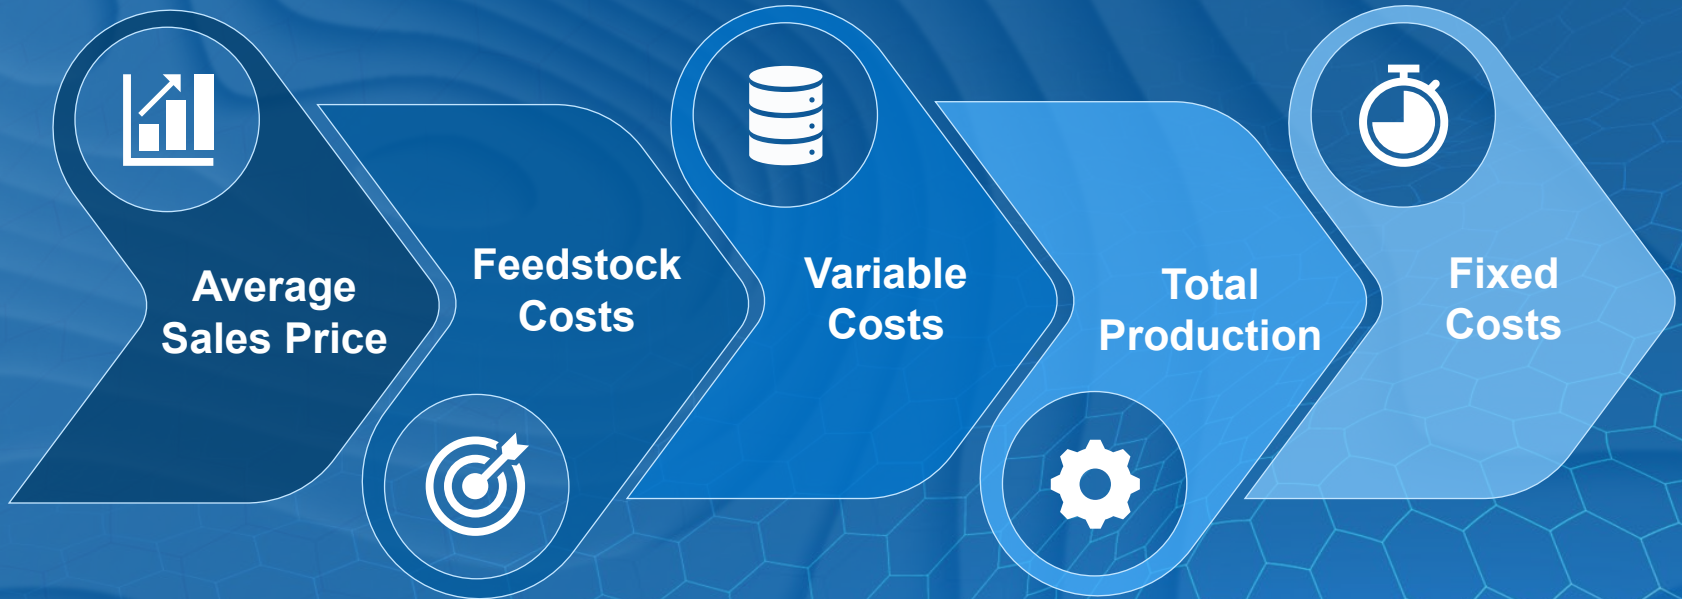 Average
Sales Price
Feedstock
Costs
Variable
Costs
Total
Production
Fixed
Costs